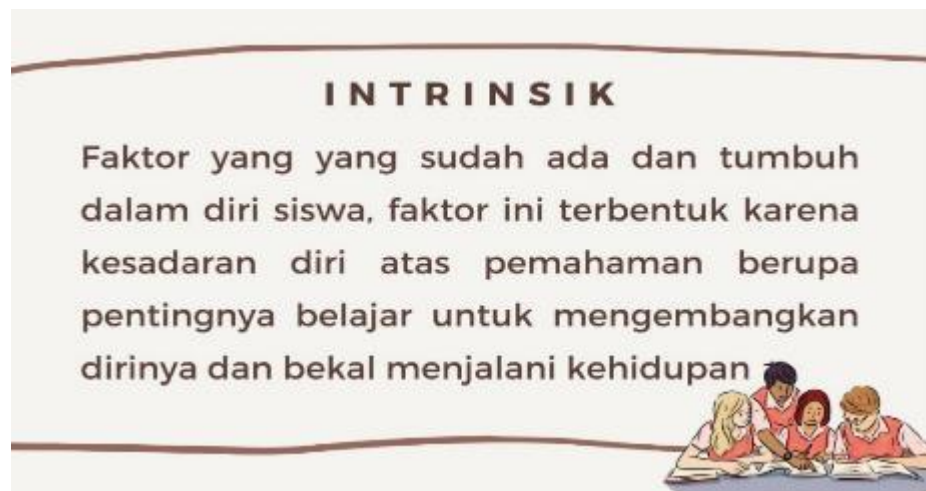 INTRINSIK
Faktor yang yang sudah ada dan tumbuh
dalam diri siswa, faktor ini terbentuk karena
kesadaran diri atas pemahaman berupa
pentingnya belajar untuk mengembangkan
dirinya dan bekal menjalani kehidupan